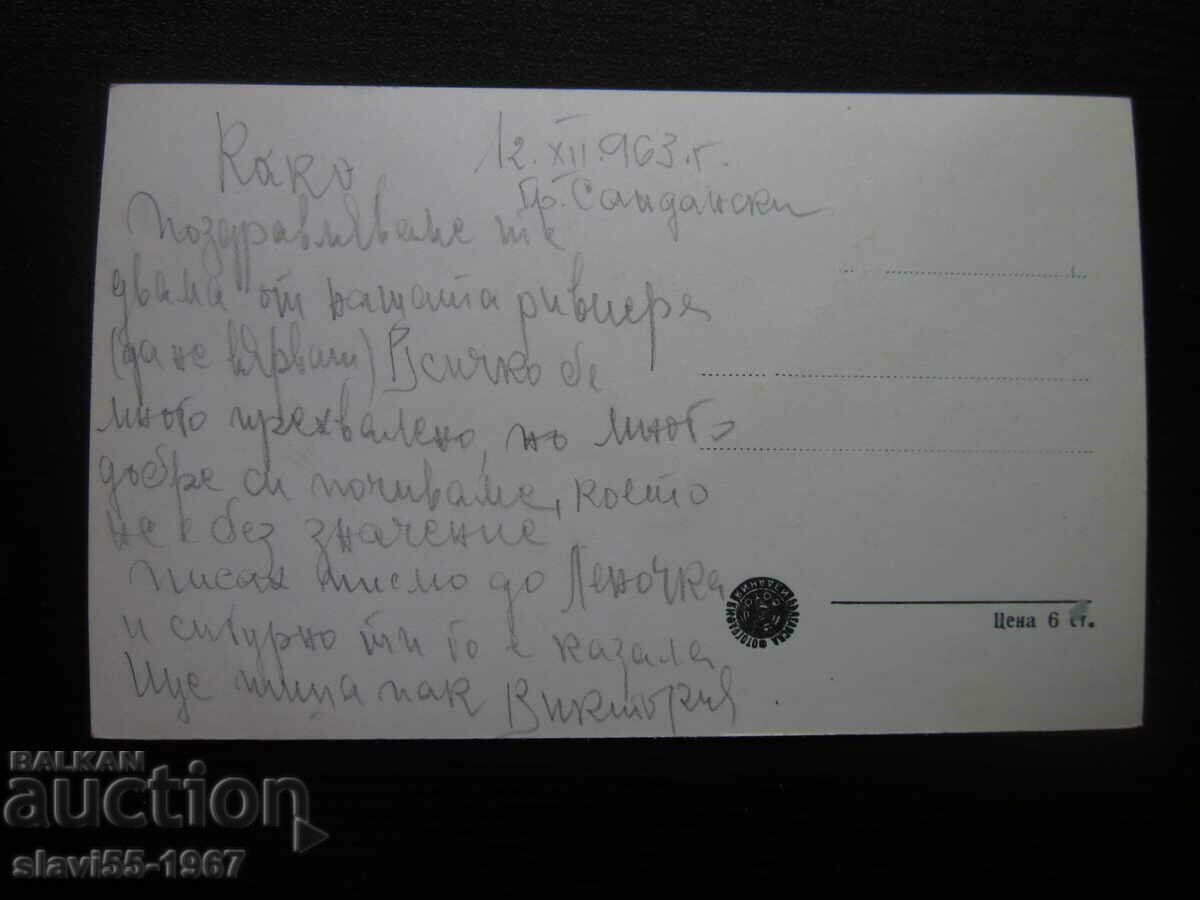 Како
12.XII.963.г.
Гр. Сандански
Поздравляваме те
двама от нашата ривиера
(да не вярваш) Всичко бе
много прехвалено, но много
добре си почиваме, което
не е без значение
Писах писмо до Леночка
и сигурно ти го е казала
Ще пиша пак Виктория.
Цена 6 ст.
BALKAN
auction
slavi55-1967